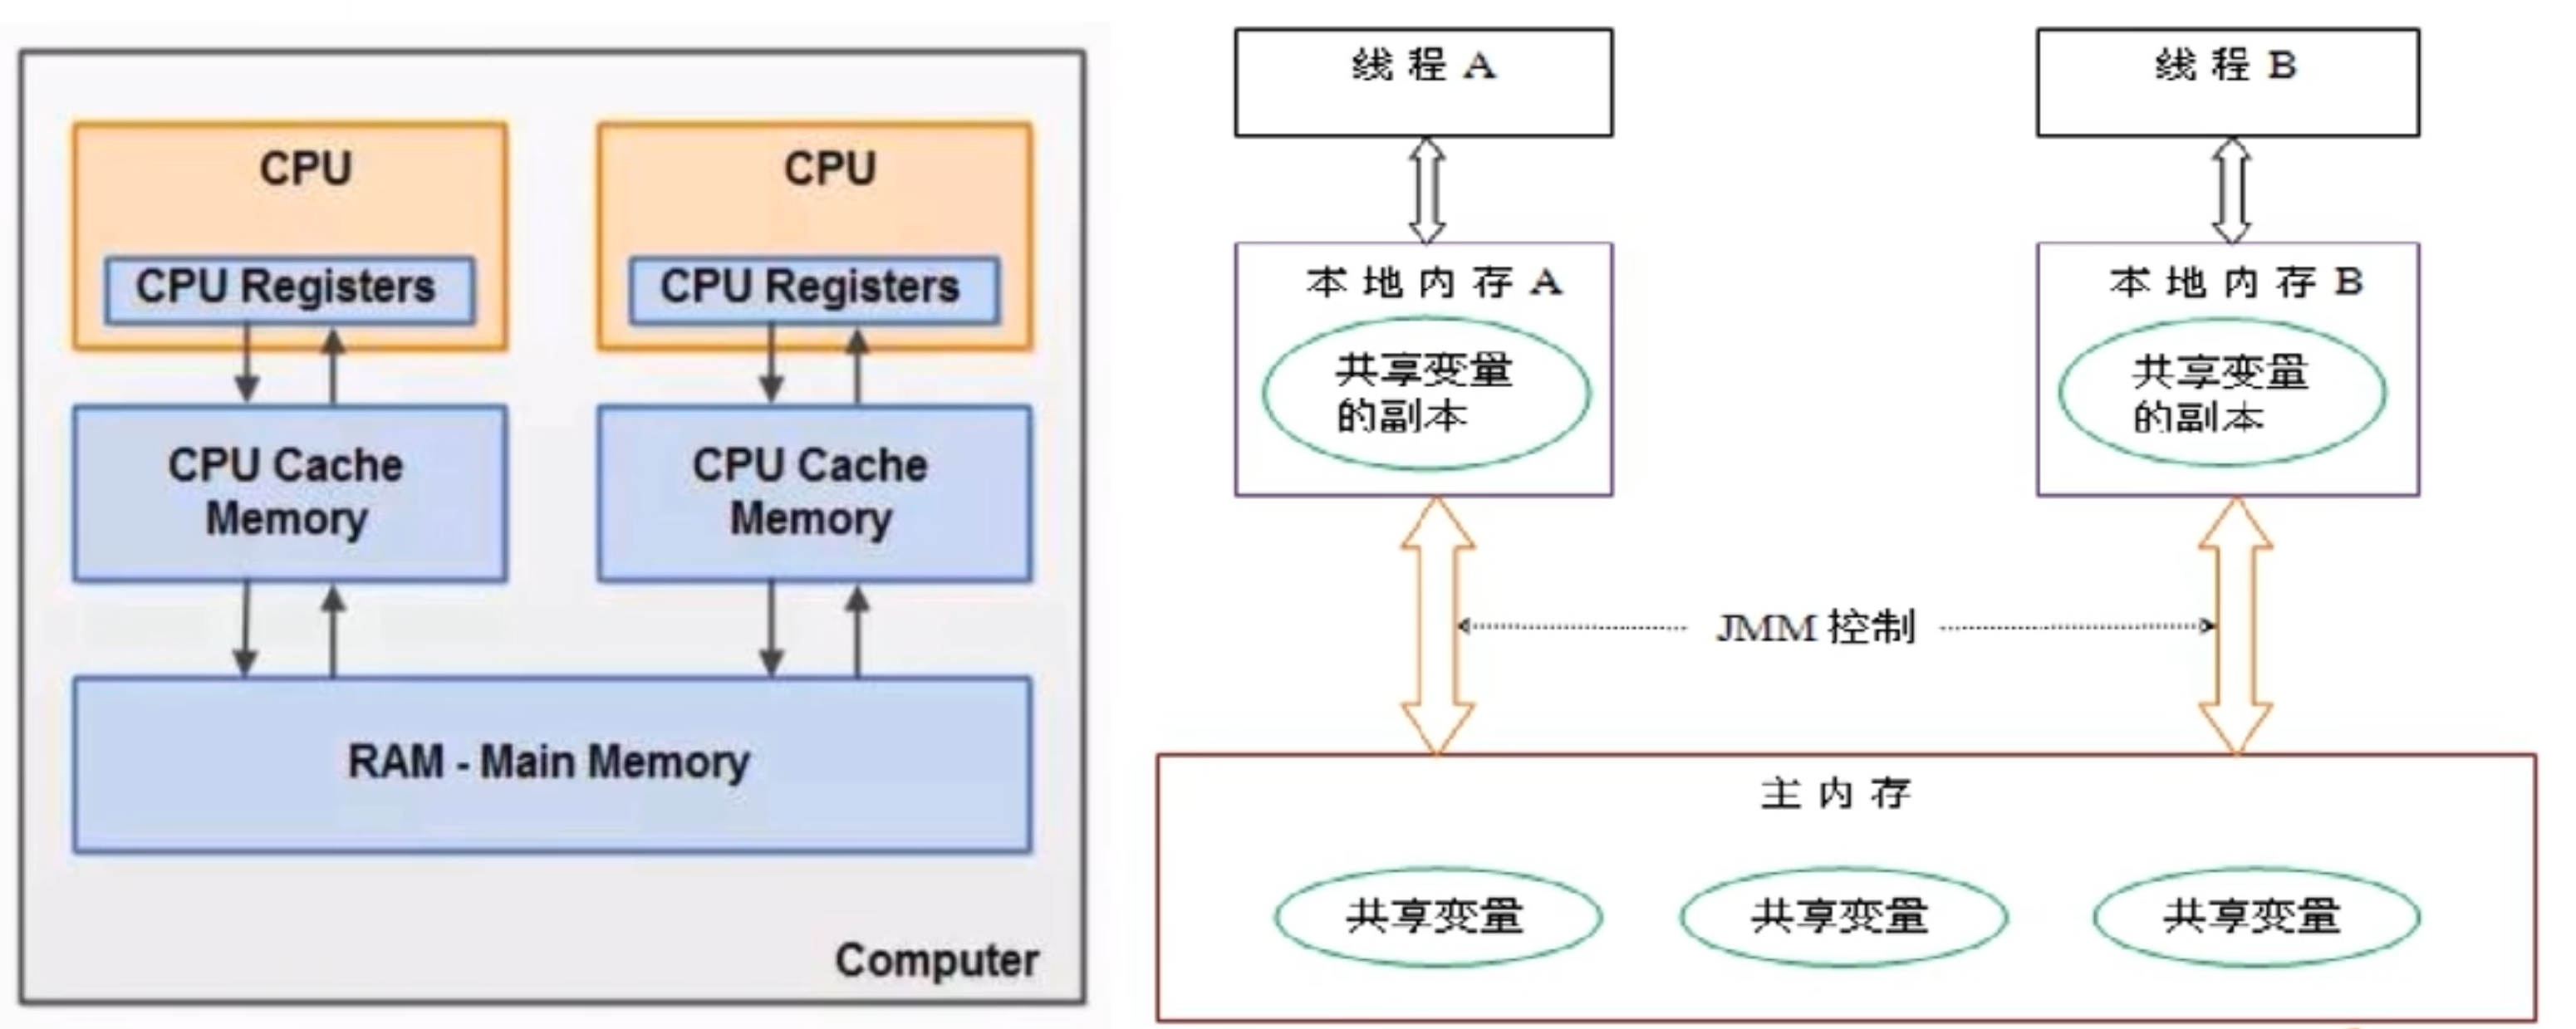 CPU
CPU Registers
CPU Cache
Memory
CPU
CPU Registers
CPU Cache
Memory
RAM - Main Memory
Computer
线程 A
线程 B
本地内存 A
共享变量
的副本
本地内存 B
共享变量
的副本
JMM 控制
主内存
共享变量
共享变量
共享变量